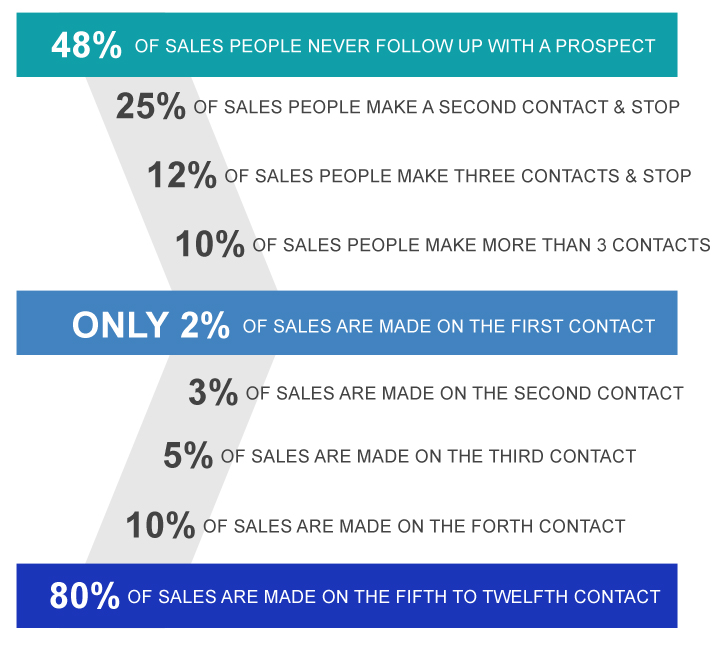 48% OF SALES PEOPLE NEVER FOLLOW UP WITH A PROSPECT
25% OF SALES PEOPLE MAKE A SECOND CONTACT & STOP
12% OF SALES PEOPLE MAKE THREE CONTACTS & STOP
10% OF SALES PEOPLE MAKE MORE THAN 3 CONTACTS
ONLY 2% OF SALES ARE MADE ON THE FIRST CONTACT
3% OF SALES ARE MADE ON THE SECOND CONTACT
5% OF SALES ARE MADE ON THE THIRD CONTACT
10% OF SALES ARE MADE ON THE FORTH CONTACT
80% OF SALES ARE MADE ON THE FIFTH TO TWELFTH CONTACT